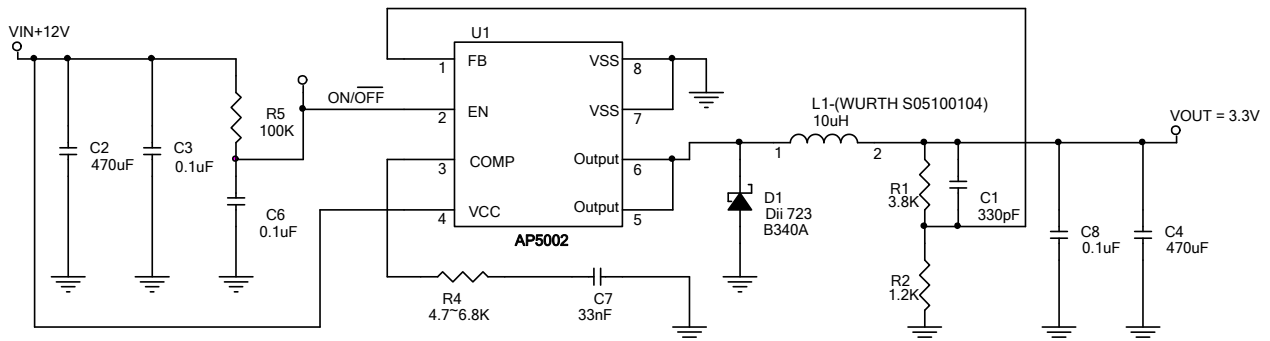 VIN+12V
U1
1
FB
VSS
8
ON/OFF
2
EN
VSS
7
L1-(WURTH S05100104)
10uH
VOUT = 3.3V
R5
100K
C2
470uF
C3
0.1uF
3
COMP
Output
6
1
2
4
VCC
Output
5
AP5002
C6
0.1uF
D1
Dii 723
B340A
R1
3.8K
C1
330pF
C8
0.1uF
C4
470uF
R2
1.2K
R4
4.7~6.8K
C7
33nF